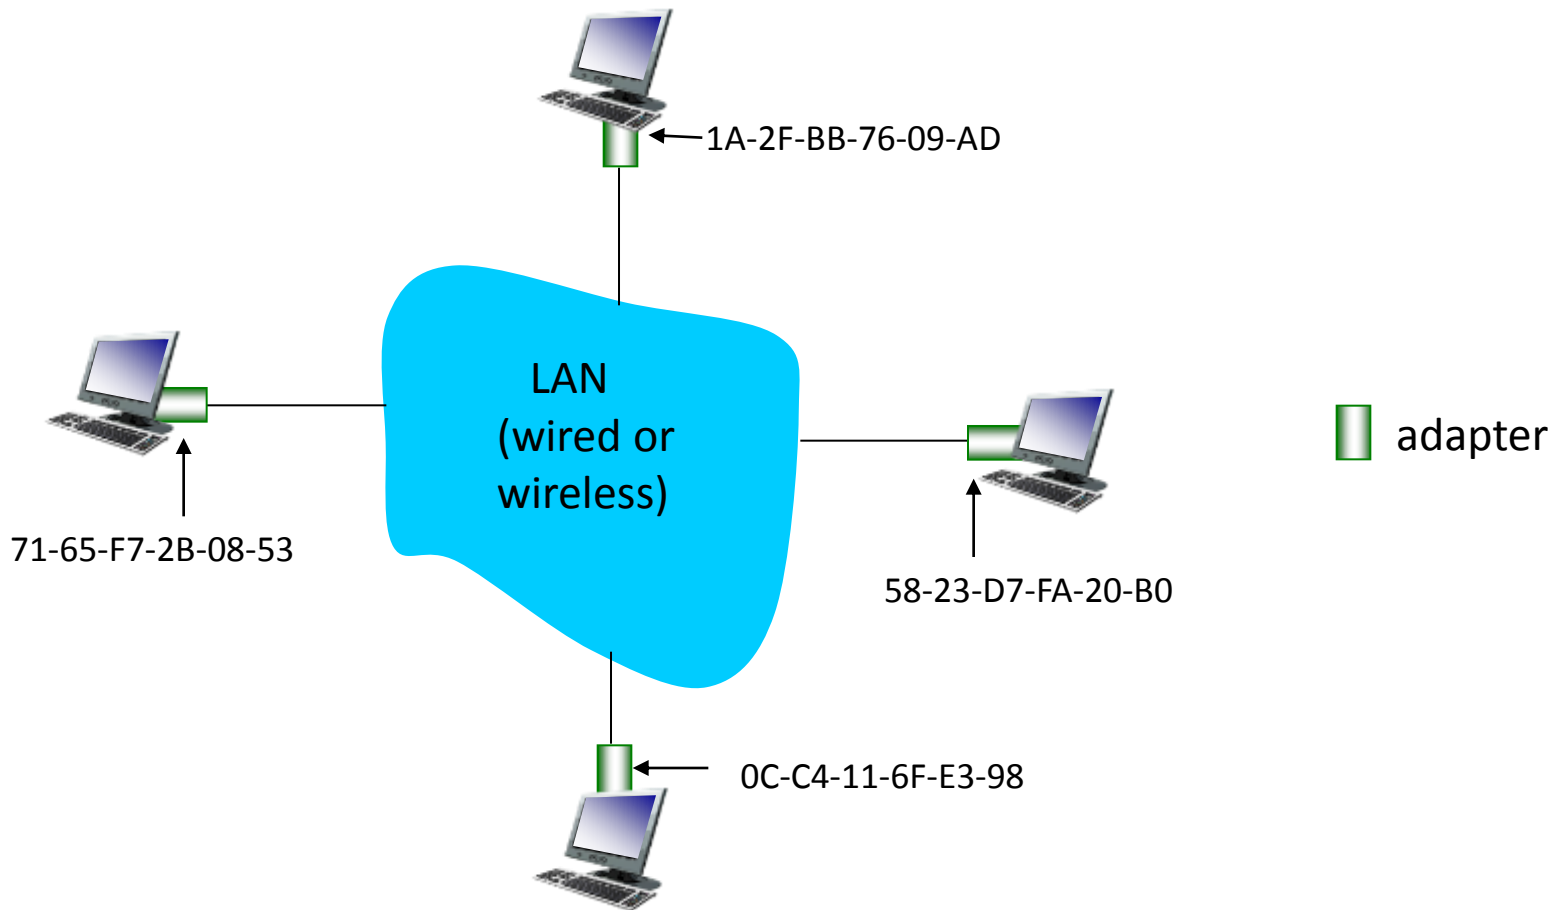 1A-2F-BB-76-09-AD
LAN
(wired or
wireless)
adapter
71-65-F7-2B-08-53
58-23-D7-FA-20-B0
0C-C4-11-6F-E3-98